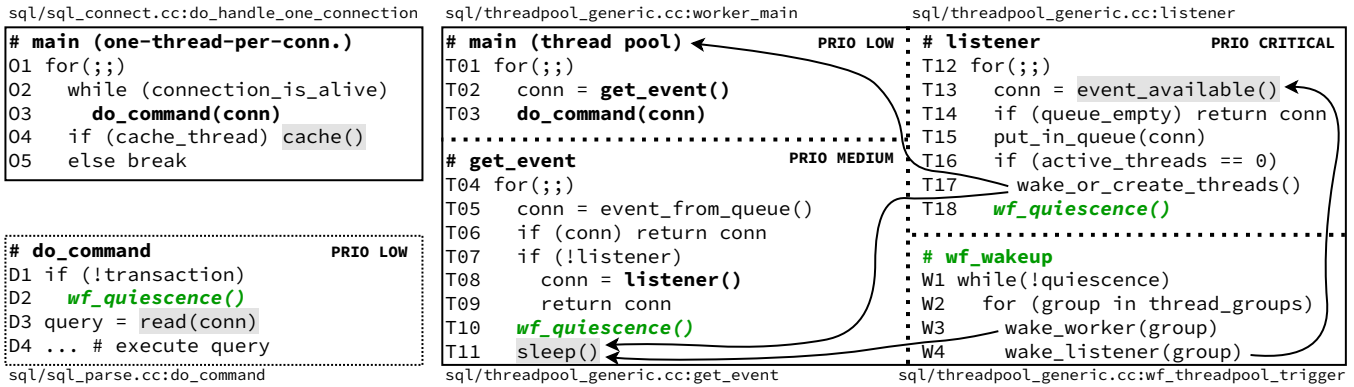 sql/sql_connect.cc:do_handle_one_connection
# main (one-thread-per-conn.)
O1 for(;;)
O2 while (connection_is_alive)
O3 do_command(conn)
O4 if (cache_thread) cache()
O5 else break
# do_command PRIO LOW
D1 if (!transaction)
D2 wf_quiescence()
D3 query = read(conn)
D4 ... # execute query
sql/sql_parse.cc:do_command
sql/threadpool_generic.cc:worker_main
# main (thread pool) PRIO LOW
T01 for(;;)
T02 conn = get_event()
T03 do_command(conn)
# get_event PRIO MEDIUM
T04 for(;;)
T05 conn = event_from_queue()
T06 if (conn) return conn
T07 if (!listener)
T08 conn = listener()
T09 return conn
T10 wf_quiescence()
T11 sleep()
sql/threadpool_generic.cc:get_event
sql/threadpool_generic.cc:listener
# listener PRIO CRITICAL
T12 for(;;)
T13 conn = event_available()
T14 if (queue_empty) return conn
T15 put_in_queue(conn)
T16 if (active_threads == 0)
T17 wake_or_create_threads()
T18 wf_quiescence()
# wf_wakeup
W1 while(!quiescence)
W2 for (group in thread_groups)
W3 wake_worker(group)
W4 wake_listener(group)
sql/threadpool_generic.cc:wf_threadpool_trigger